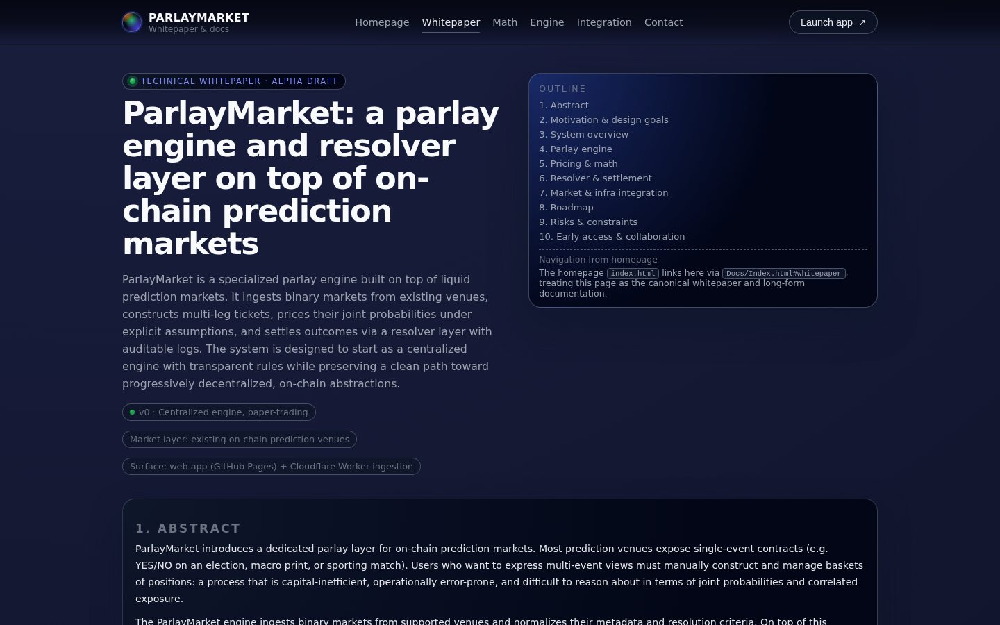 PARLAYMARKET
Whitepaper & docs
Homepage Whitepaper Math Engine Integration Contact
Launch app ↗
TECHNICAL WHITEPAPER · ALPHA DRAFT
ParlayMarket: a parlay
engine and resolver
layer on top of on-
chain prediction
markets
ParlayMarket is a specialized parlay engine built on top of liquid
prediction markets. It ingests binary markets from existing venues,
constructs multi-leg tickets, prices their joint probabilities under
explicit assumptions, and settles outcomes via a resolver layer with
auditable logs. The system is designed to start as a centralized
engine with transparent rules while preserving a clean path toward
progressively decentralized, on-chain abstractions.
v0 · Centralized engine, paper-trading
Market layer: existing on-chain prediction venues
Surface: web app (GitHub Pages) + Cloudflare Worker ingestion
OUTLINE
1. Abstract
2. Motivation & design goals
3. System overview
4. Parlay engine
5. Pricing & math
6. Resolver & settlement
7. Market & infra integration
8. Roadmap
9. Risks & constraints
10. Early access & collaboration
Navigation from homepage
The homepage index.html links here via Docs/Index.html#whitepaper,
treating this page as the canonical whitepaper and long-form
documentation.
1. ABSTRACT
ParlayMarket introduces a dedicated parlay layer for on-chain prediction markets. Most prediction venues expose single-event contracts (e.g.
YES/NO on an election, macro print, or sporting match). Users who want to express multi-event views must manually construct and manage baskets
of positions: a process that is capital-inefficient, operationally error-prone, and difficult to reason about in terms of joint probabilities and correlated
exposure.
The ParlayMarket engine ingests binary markets from supported venues and normalizes their metadata and resolution criteria. On top of this